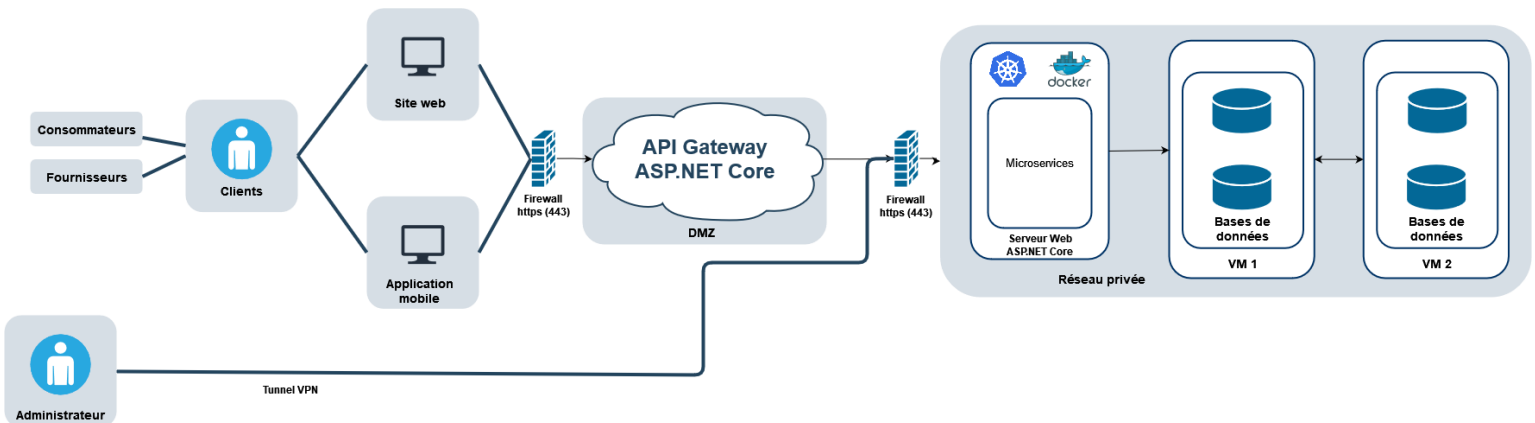 Consommateurs
Fournisseurs
Clients
Site web
Application
mobile
Firewall
https (443)
API Gateway
ASP.NET Core
DMZ
Firewall
https (443)
docker
Microservices
Serveur Web
ASP.NET Core
Bases de
données
VM 1
Bases de
données
VM 2
Réseau privée
Administrateur
Tunnel VPN